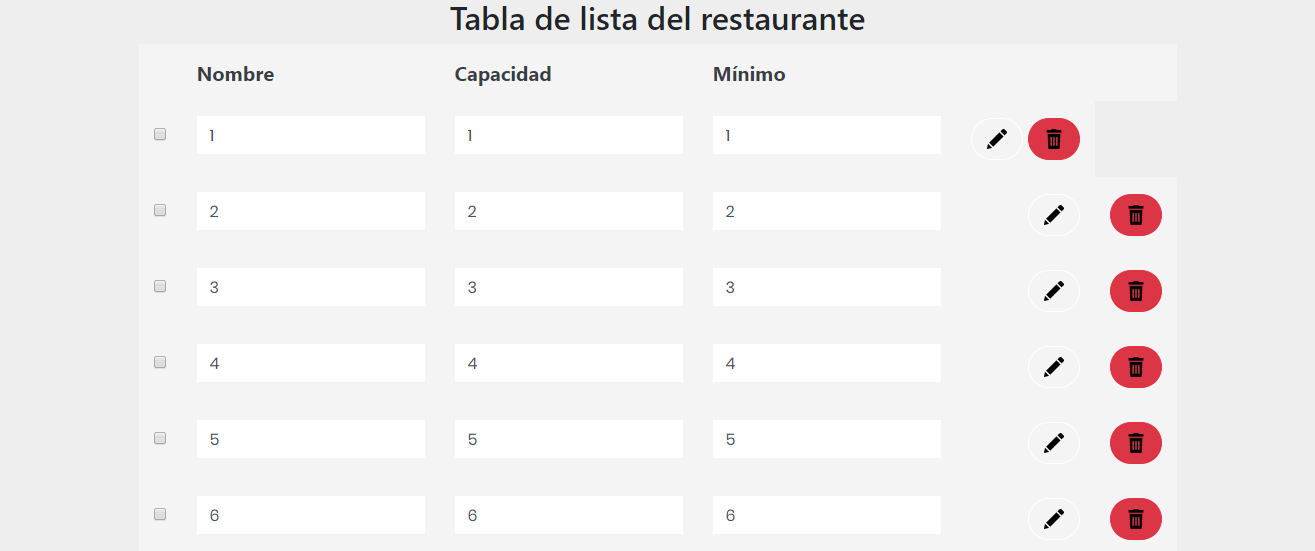 Tabla de lista del restaurante
Nombre Capacidad Mínimo
1 1 1
2 2 2
3 3 3
4 4 4
5 5 5
6 6 6